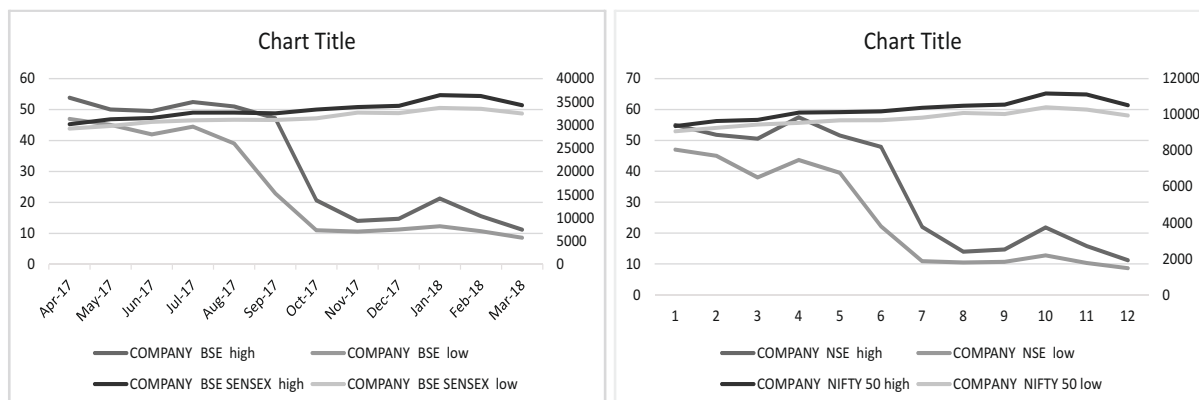 Chart Title
60
50
40
30
20
10
0
40000
35000
30000
25000
20000
15000
10000
5000
0
Apr-17
May-17
Jun-17
Jul-17
Aug-17
Sep-17
Oct-17
Nov-17
Dec-17
Jan-18
Feb-18
Mar-18
COMPANY BSE high
COMPANY BSE low
COMPANY BSE SENSEX high
COMPANY BSE SENSEX low
Chart Title
70
60
50
40
30
20
10
0
12000
10000
8000
6000
4000
2000
0
1 2 3 4 5 6 7 8 9 10 11 12
COMPANY NSE high
COMPANY NSE low
COMPANY NIFTY 50 high
COMPANY NIFTY 50 low